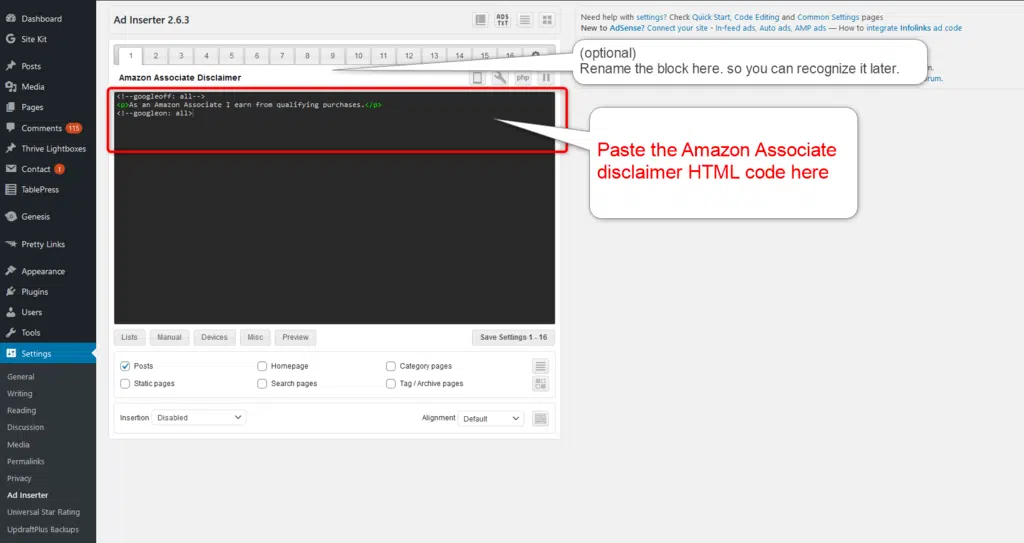 Dashboard
Site Kit
Posts
Media
Pages
Comments 115
Thrive Lightboxes
Contact 1
TablePress
Genesis
Pretty Links
Appearance
Plugins
Users
Tools
Settings
General
Writing
Reading
Discussion
Media
Permalinks
Privacy
Ad Inserter
Universal Star Rating
UpdraftPlus Backups
Ad Inserter 2.6.3
ADS
TXT
1 2 3 4 5 6 7 8 9 10 11 12 13 14 15 16
Amazon Associate Disclaimer
php
<!--googleoff: all-->
<p>As an Amazon Associate I earn from qualifying purchases.</p>
<!--googleon: all>
Lists Manual Devices Misc Preview Save Settings 1 - 16
Posts Homepage Category pages
Static pages Search pages Tag / Archive pages
Insertion Disabled Alignment Default
Need help with settings? Check Quick Start, Code Editing and Common Settings pages
New to AdSense? Connect your site - In-feed ads, Auto ads, AMP ads — How to integrate Infolinks ad code
(optional)
Rename the block here. so you can recognize it later.
Paste the Amazon Associate
disclaimer HTML code here